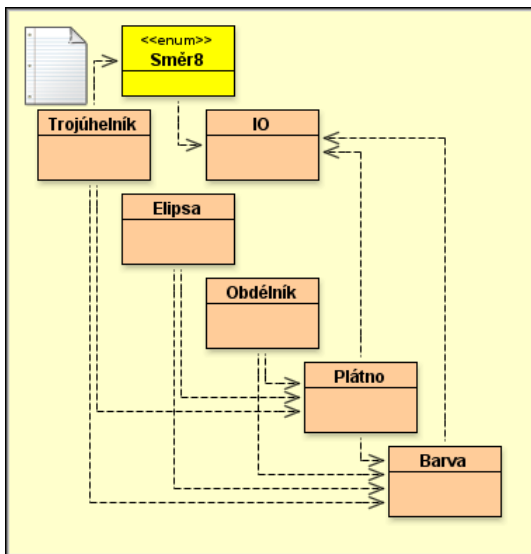 <<enum>>
Směr8
Trojúhelník
IO
Elipsa
Obdélník
Plátno
Barva